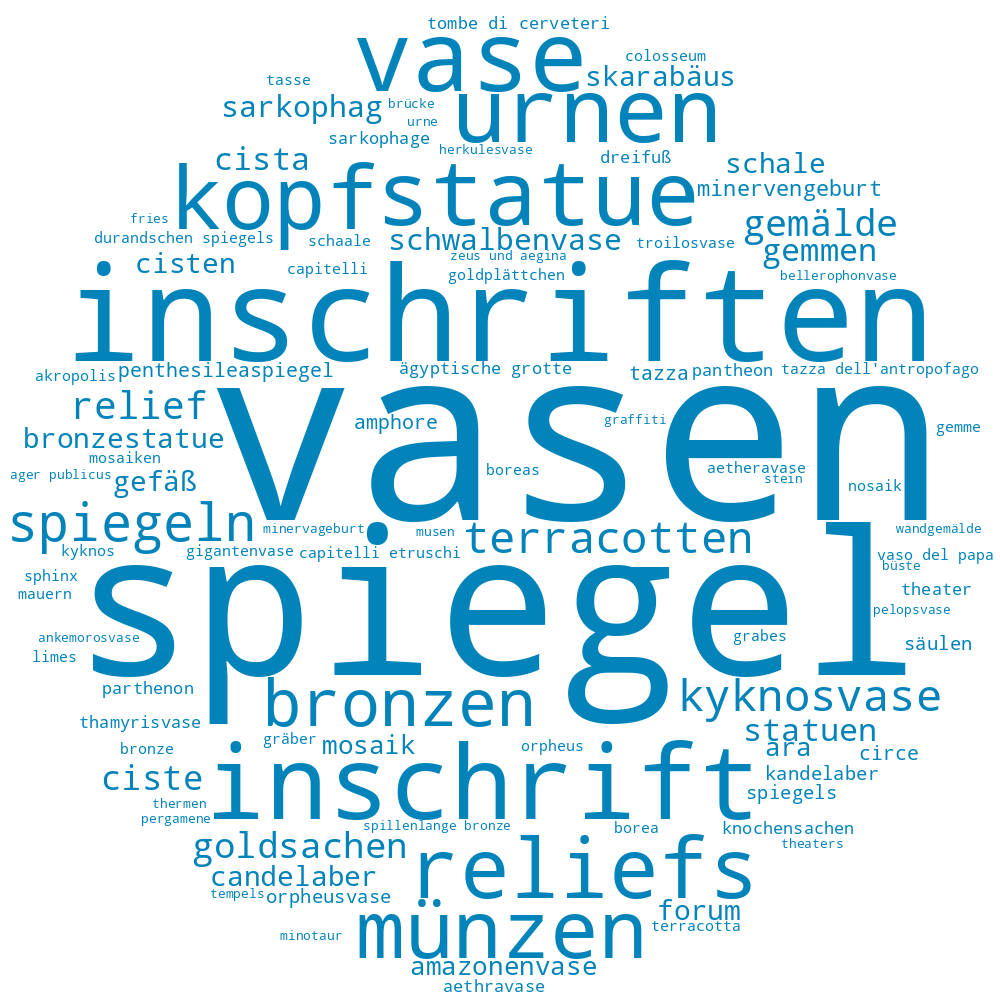 tombe di cerveteri
vase
colosseum
skarabäus
tasse
urnen
sarkophag
brücke
urne
sarkophage
herkulesvase
dreifuß
cista
schale
kopfstatue
minervengeburt
fries
gemälde
durandschen spiegels
schaale
schwalbenvase
troilosvase
gemmen
zeus und aegina
cisten
capitelli
goldplättchen
bellerophonvase
inschriften
akropolis
penthesileaspiegel
ägyptische grotte
tazza
pantheon
tazza dell'antropofago
vasen
relief
amphore
graffiti
gemme
bronzestatue
mosaiken
ager publicus
gefäß
boreas
aetheravase
stein
nosaik
spiegeln
minervageburt
musen
terracotten
wandgemälde
kyknos
gigantenvase
capitelli etruschi
vaso del papa
büste
spiegel
sphinx
mauern
theater
pelopsvase
ankemorosvase
grabes
säulen
limes
parthenon
bronzen
kyknosvase
thamyrisvase
statuen
bronze
gräber
mosaik
orpheus
ara
circe
ciste
inschrift
kandelaber
spiegels
thermen
pergamene
spillenlange bronze
borea
knochensachen
theaters
goldsachen
reliefs
candelaber
tempels
orpheusvase
forum
terracotta
münzen
minotaur
amazonenvase
aethravase